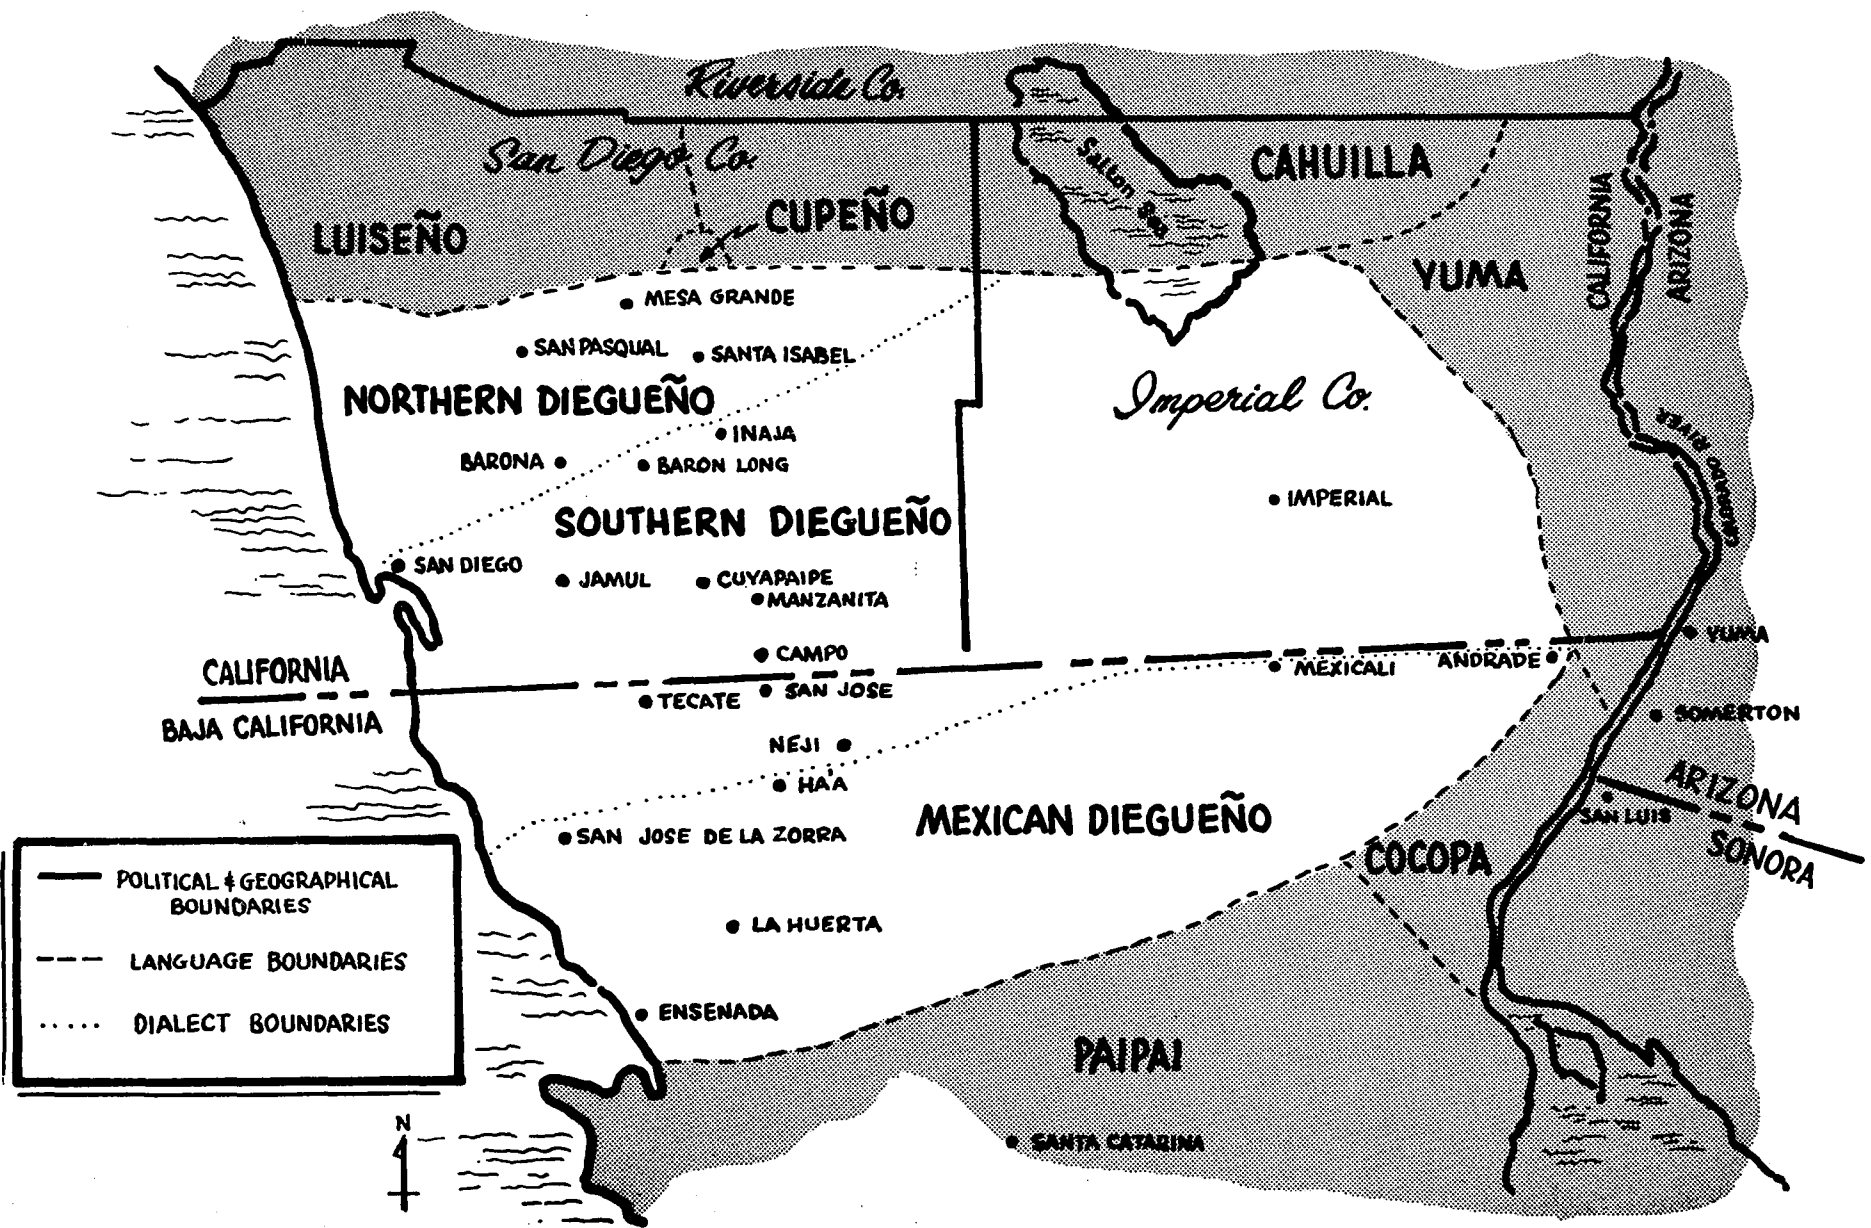 Riverside Co.
San Diego Co.
Salton Sea
CAHUILLA
LUISEÑO
CUPEÑO
YUMA
CALIFORNIA
ARIZONA
MESA GRANDE
SAN PASQUAL
SANTA ISABEL
NORTHERN DIEGUEÑO
Imperial Co.
COLORADO RIVER
INAJA
BARONA
BARON LONG
IMPERIAL
SOUTHERN DIEGUEÑO
SAN DIEGO
JAMUL
CUYAPAIPE
MANZANITA
CAMPO
YUMA
CALIFORNIA
BAJA CALIFORNIA
TECATE
SAN JOSE
MEXICALI
ANDRADE
SOMERTON
NEJI
HA'A
ARIZONA
SONORA
SAN LUIS
MEXICAN DIEGUEÑO
SAN JOSE DE LA ZORRA
COCOPA
POLITICAL & GEOGRAPHICAL
BOUNDARIES
LANGUAGE BOUNDARIES
DIALECT BOUNDARIES
LA HUERTA
ENSENADA
PAIPAI
SANTA CATARINA
N